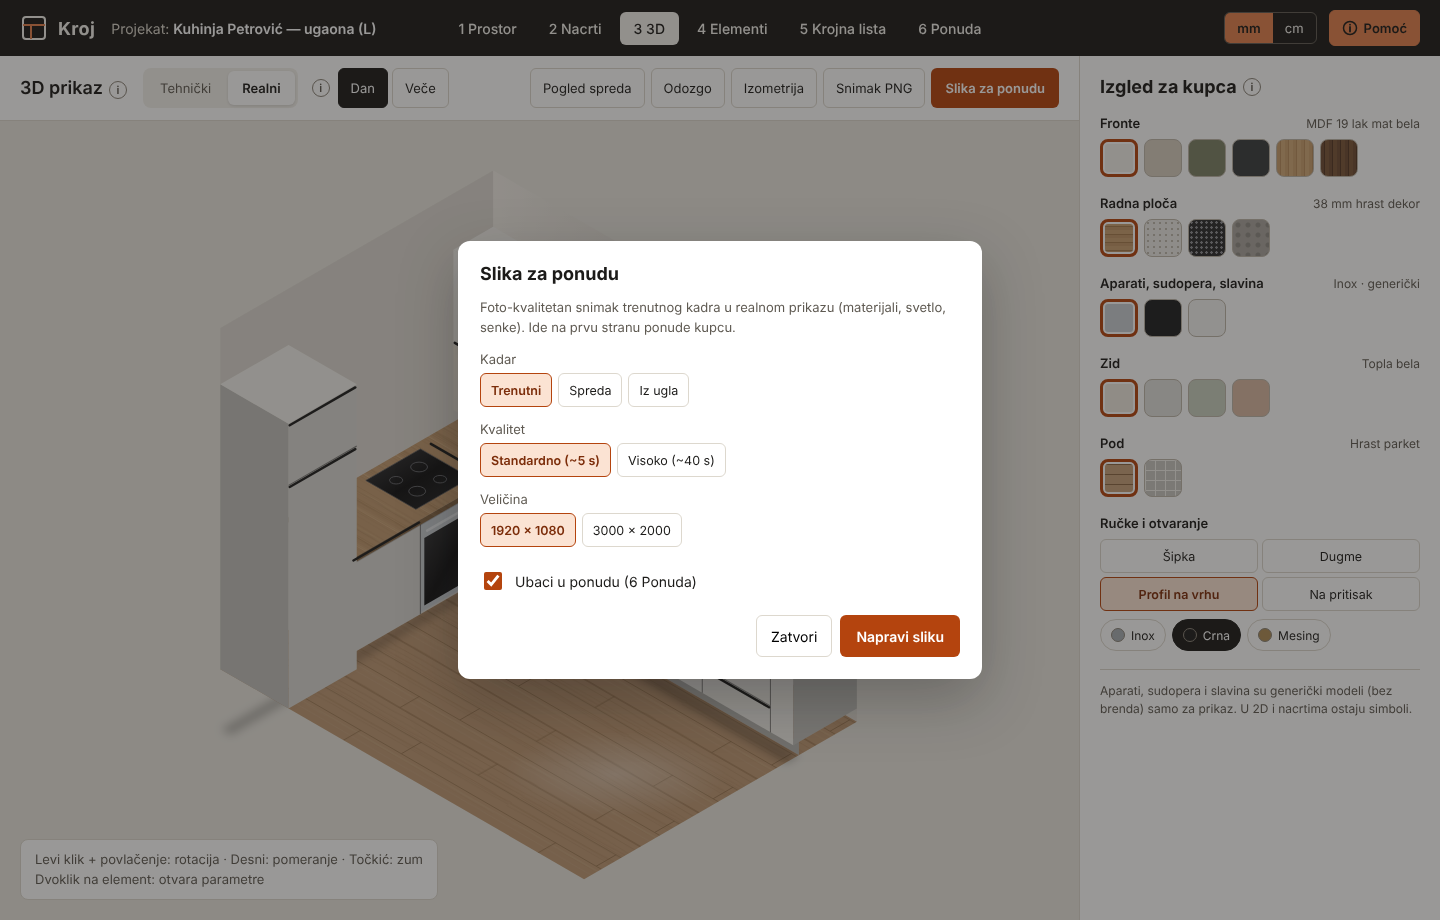 Kroj
Projekat: Kuhinja Petrović — ugaona (L)
1 Prostor
2 Nacrti
3 3D
4 Elementi
5 Krojna lista
6 Ponuda
mm
cm
Pomoć
3D prikaz
Tehnički
Realni
Dan
Veče
Pogled spreda
Odozgo
Izometrija
Snimak PNG
Slika za ponudu
Slika za ponudu
Foto-kvalitetan snimak trenutnog kadra u realnom prikazu (materijali, svetlo,
senke). Ide na prvu stranu ponude kupcu.
Kadar
Trenutni
Spreda
Iz ugla
Kvalitet
Standardno (~5 s)
Visoko (~40 s)
Veličina
1920 × 1080
3000 × 2000
Ubaci u ponudu (6 Ponuda)
Zatvori
Napravi sliku
Levi klik + povlačenje: rotacija · Desni: pomeranje · Točkić: zum
Dvoklik na element: otvara parametre
Izgled za kupca
Fronte
MDF 19 lak mat bela
Radna ploča
38 mm hrast dekor
Aparati, sudopera, slavina
Inox · generički
Zid
Topla bela
Pod
Hrast parket
Ručke i otvaranje
Šipka
Dugme
Profil na vrhu
Na pritisak
Inox
Crna
Mesing
Aparati, sudopera i slavina su generički modeli (bez
brenda) samo za prikaz. U 2D i nacrtima ostaju simboli.